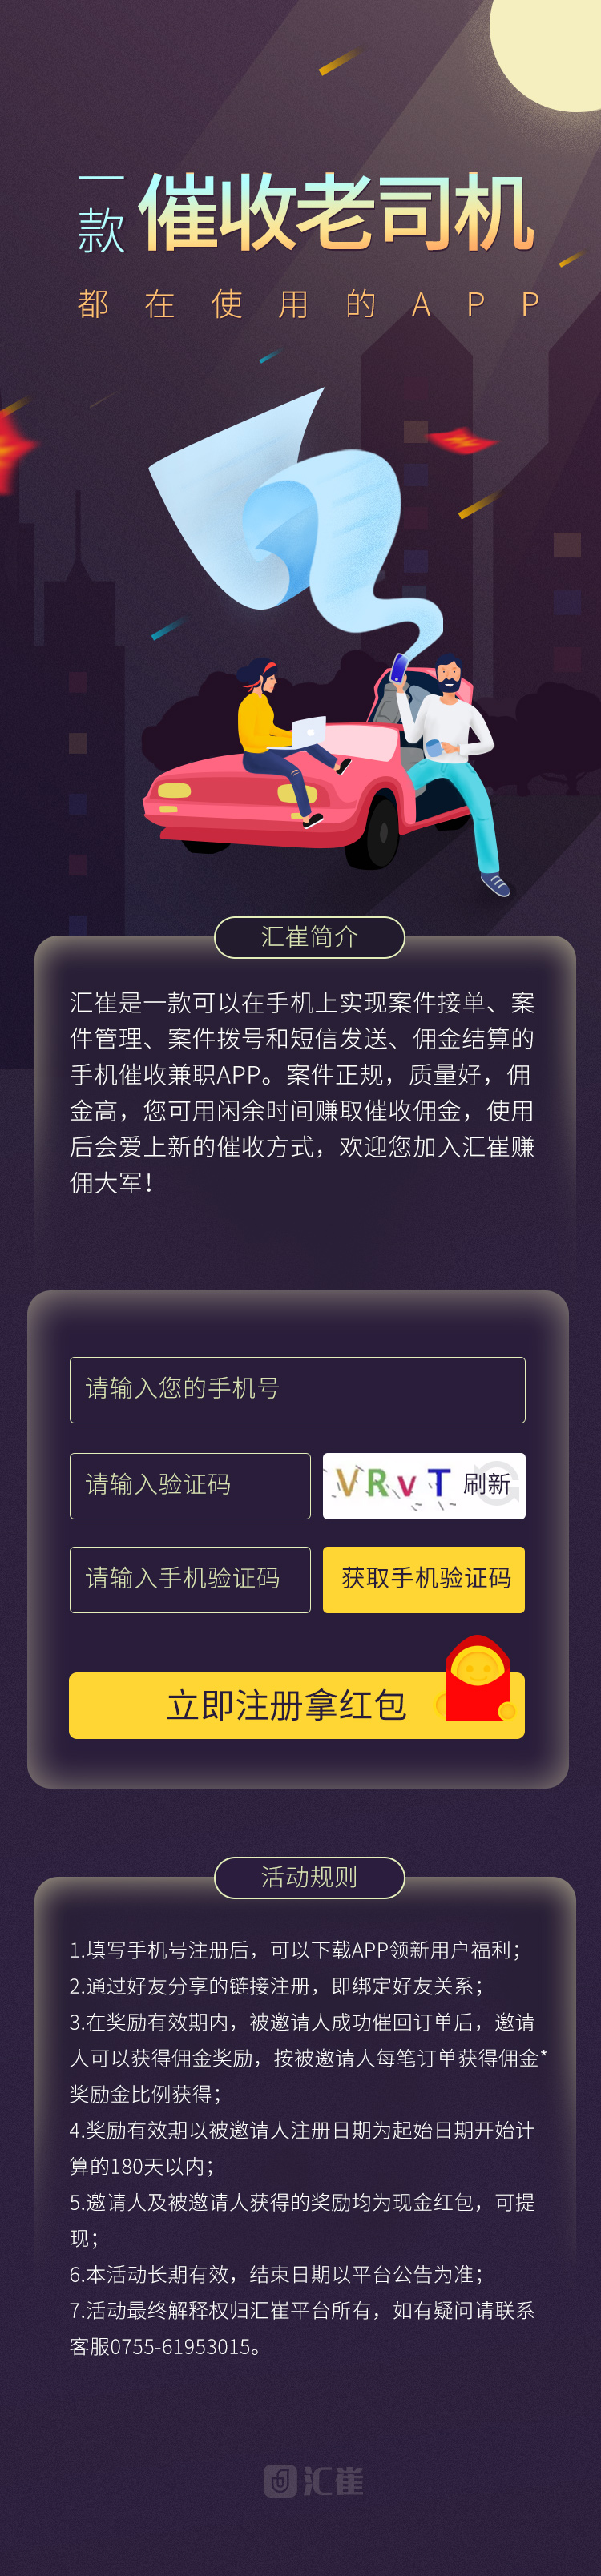 一款 催收老司机
都在使用的APP
汇崔简介
汇崔是一款可以在手机上实现案件接单、案
件管理、案件拨号和短信发送、佣金结算的
手机催收兼职APP。案件正规，质量好，佣
金高，您可用闲余时间赚取催收佣金，使用
后会爱上新的催收方式，欢迎您加入汇崔赚
佣大军！
请输入您的手机号
请输入验证码
VRvT 刷新
请输入手机验证码
获取手机验证码
立即注册拿红包
活动规则
1.填写手机号注册后，可以下载APP领新用户福利；
2.通过好友分享的链接注册，即绑定好友关系；
3.在奖励有效期内，被邀请人成功催回订单后，邀请
人可以获得佣金奖励，按被邀请人每笔订单获得佣金*
奖励金比例获得；
4.奖励有效期以被邀请人注册日期为起始日期开始计
算的180天以内；
5.邀请人及被邀请人获得的奖励均为现金红包，可提
现；
6.本活动长期有效，结束日期以平台公告为准；
7.活动最终解释权归汇崔平台所有，如有疑问请联系
客服0755-61953015。
汇崔